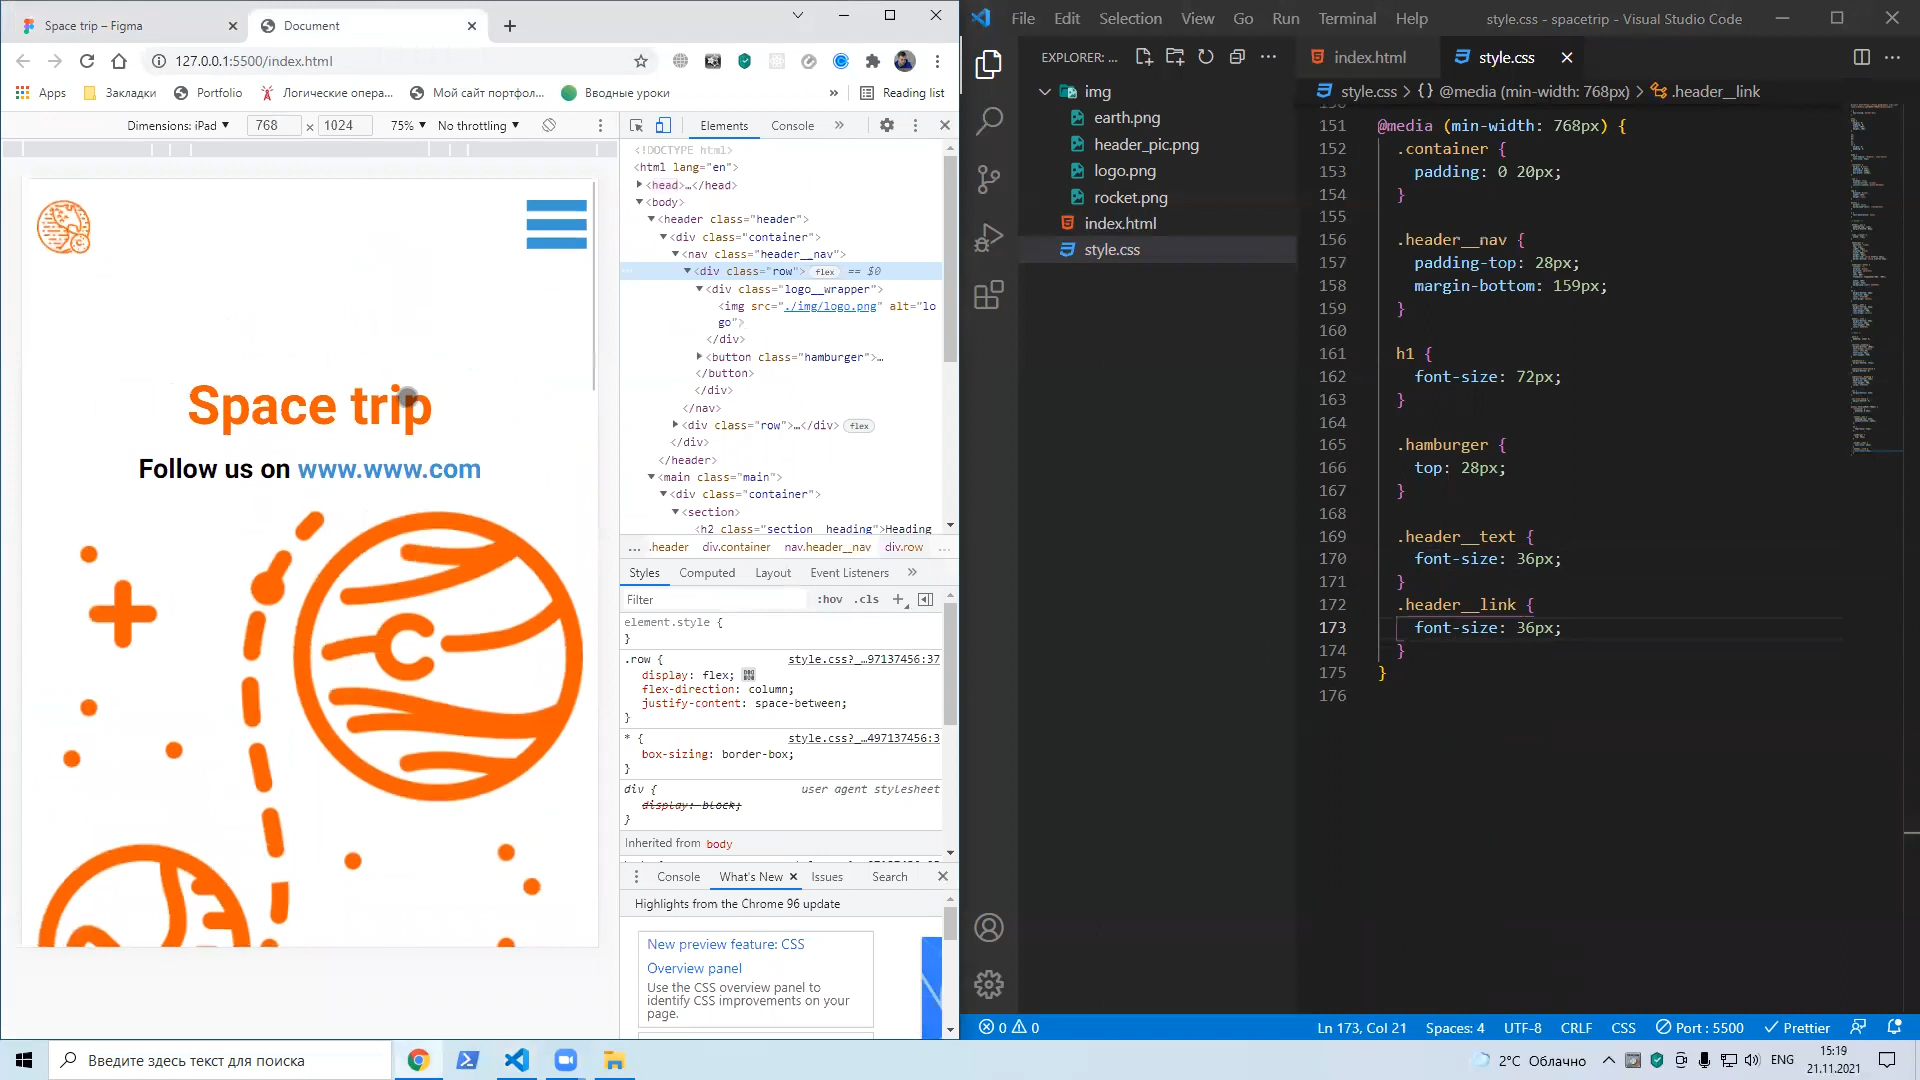 Space trip – Figma
Document
127.0.0.1:5500/index.html
Apps
Закладки
Portfolio
Логические опера...
Мой сайт портфол...
Вводные уроки
»
Reading list
Dimensions: iPad
768
x
1024
75%
No throttling
Space trip
Follow us on www.www.com
Elements
Console
»
<!DOCTYPE html>
<html lang="en">
<head>…</head>
<body>
<header class="header">
<div class="container">
<nav class="header__nav">
<div class="row"> flex == $0
<div class="logo__wrapper">
<img src="./img/logo.png" alt="lo
go">
</div>
<button class="hamburger">…
</button>
</div>
</nav>
<div class="row">…</div> flex
</div>
</header>
<main class="main">
<div class="container">
<section>
<h2 class="section__heading">Heading
... .header div.container nav.header__nav div.row ...
Styles
Computed
Layout
Event Listeners
»
Filter
:hov .cls +
element.style {
}
.row { style.css?_…97137456:37
display: flex;
flex-direction: column;
justify-content: space-between;
}
* { style.css?_…497137456:3
box-sizing: border-box;
}
div { user agent stylesheet
display: block;
}
Inherited from body
Console
What's New
Issues
Search
Highlights from the Chrome 96 update
New preview feature: CSS
Overview panel
Use the CSS overview panel to
identify CSS improvements on your
page.
File Edit Selection View Go Run Terminal Help
style.css - spacetrip - Visual Studio Code
EXPLORER: ...
img
earth.png
header_pic.png
logo.png
rocket.png
index.html
style.css
index.html
style.css
style.css > {} @media (min-width: 768px) > .header__link
151 @media (min-width: 768px) {
152 .container {
153 padding: 0 20px;
154 }
155
156 .header__nav {
157 padding-top: 28px;
158 margin-bottom: 159px;
159 }
160
161 h1 {
162 font-size: 72px;
163 }
164
165 .hamburger {
166 top: 28px;
167 }
168
169 .header__text {
170 font-size: 36px;
171 }
172 .header__link {
173 font-size: 36px;
174 }
175 }
176
0 0
Ln 173, Col 21
Spaces: 4
UTF-8
CRLF
CSS
Port : 5500
Prettier
Введите здесь текст для поиска
2°C Облачно
ENG
15:19
21.11.2021